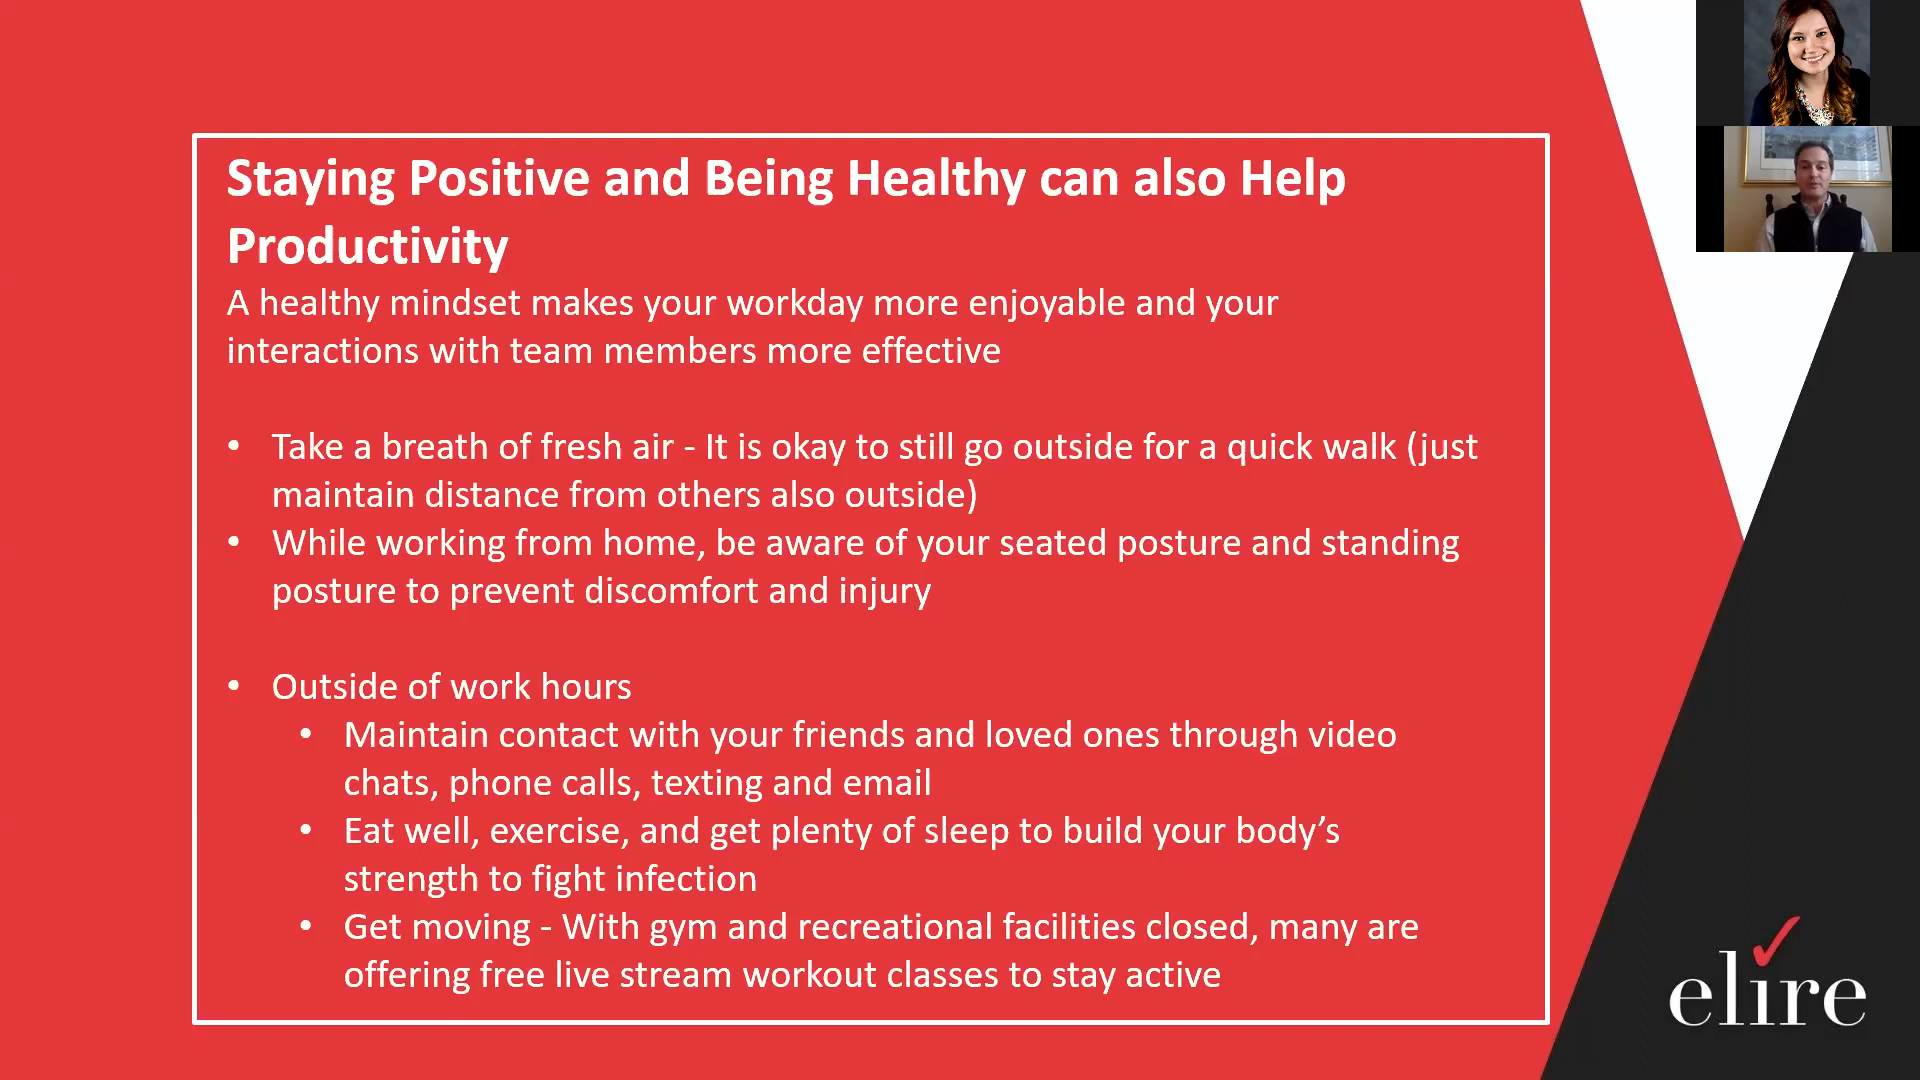 Staying Positive and Being Healthy can also Help
Productivity
A healthy mindset makes your workday more enjoyable and your
interactions with team members more effective
• Take a breath of fresh air - It is okay to still go outside for a quick walk (just
maintain distance from others also outside)
• While working from home, be aware of your seated posture and standing
posture to prevent discomfort and injury
• Outside of work hours
• Maintain contact with your friends and loved ones through video
chats, phone calls, texting and email
• Eat well, exercise, and get plenty of sleep to build your body’s
strength to fight infection
• Get moving - With gym and recreational facilities closed, many are
offering free live stream workout classes to stay active
elire